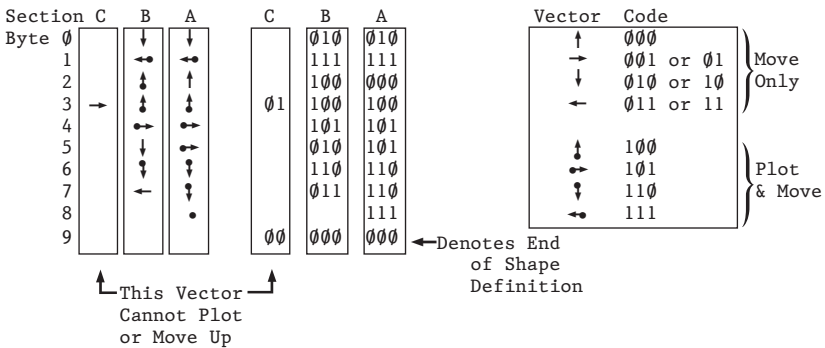 Section C B A C B A Vector Code
Byte Ø Ø1Ø Ø1Ø ØØØ
1 111 111 ØØ1 or Ø1 Move
2 1ØØ ØØØ Ø1Ø or 1Ø Only
3 Ø1 1ØØ 1ØØ Ø11 or 11
4 1Ø1 1Ø1
5 Ø1Ø 1Ø1 1ØØ
6 11Ø 11Ø 1Ø1 Plot
7 Ø11 11Ø 11Ø & Move
8 111 111
9 ØØ ØØØ ØØØ Denotes End
of Shape
Definition
This Vector
Cannot Plot
or Move Up